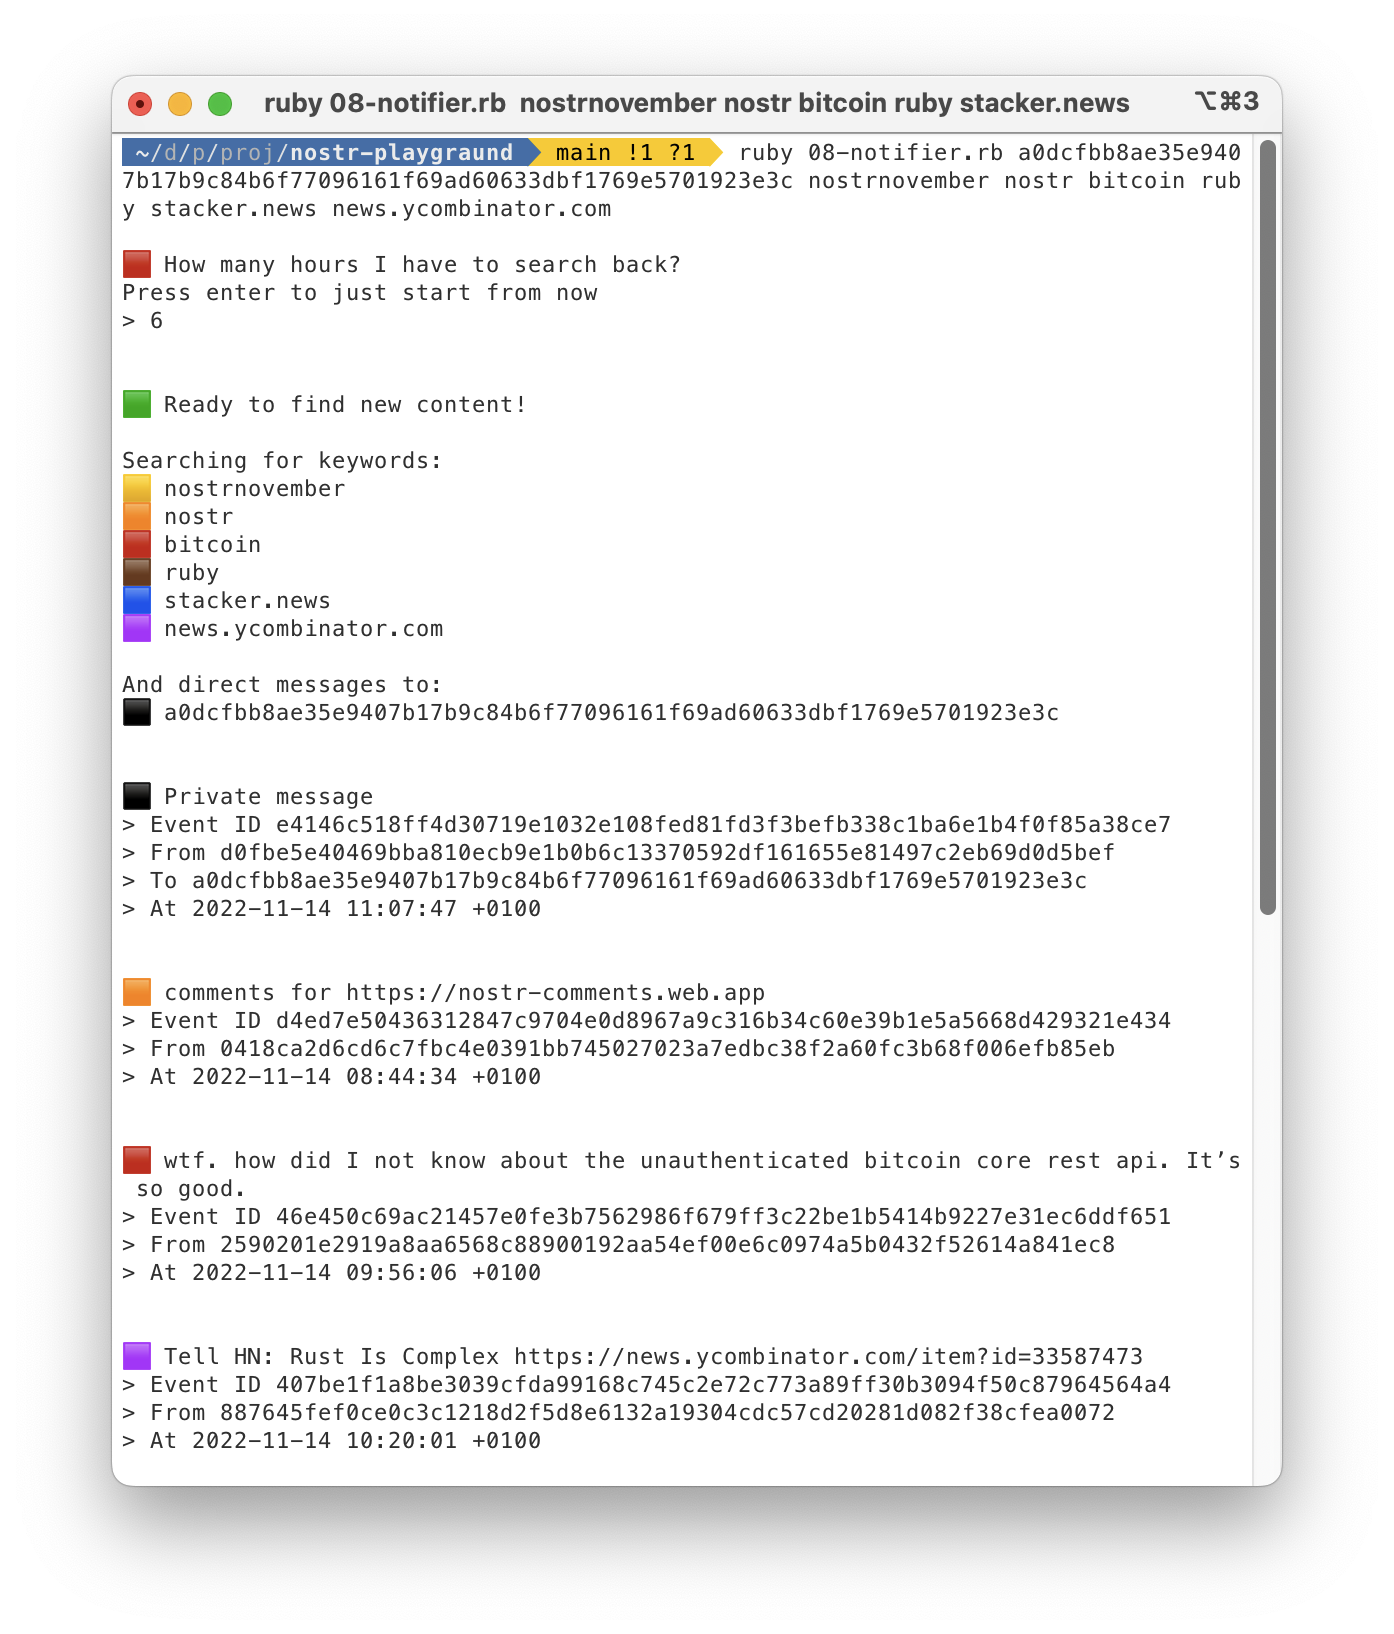 ruby 08-notifier.rb  nostrnovember nostr bitcoin ruby stacker.news ⌥⌘3
~/d/p/proj/nostr-playgraund main !1 ?1 ruby 08-notifier.rb a0dcfbb8ae35e940
7b17b9c84b6f77096161f69ad60633dbf1769e5701923e3c nostrnovember nostr bitcoin rub
y stacker.news news.ycombinator.com
How many hours I have to search back?
Press enter to just start from now
> 6
Ready to find new content!
Searching for keywords:
nostrnovember
nostr
bitcoin
ruby
stacker.news
news.ycombinator.com
And direct messages to:
a0dcfbb8ae35e9407b17b9c84b6f77096161f69ad60633dbf1769e5701923e3c
Private message
> Event ID e4146c518ff4d30719e1032e108fed81fd3f3befb338c1ba6e1b4f0f85a38ce7
> From d0fbe5e40469bba810ecb9e1b0b6c13370592df161655e81497c2eb69d0d5bef
> To a0dcfbb8ae35e9407b17b9c84b6f77096161f69ad60633dbf1769e5701923e3c
> At 2022-11-14 11:07:47 +0100
comments for https://nostr-comments.web.app
> Event ID d4ed7e50436312847c9704e0d8967a9c316b34c60e39b1e5a5668d429321e434
> From 0418ca2d6cd6c7fbc4e0391bb745027023a7edbc38f2a60fc3b68f006efb85eb
> At 2022-11-14 08:44:34 +0100
wtf. how did I not know about the unauthenticated bitcoin core rest api. It’s
so good.
> Event ID 46e450c69ac21457e0fe3b7562986f679ff3c22be1b5414b9227e31ec6ddf651
> From 2590201e2919a8aa6568c88900192aa54ef00e6c0974a5b0432f52614a841ec8
> At 2022-11-14 09:56:06 +0100
Tell HN: Rust Is Complex https://news.ycombinator.com/item?id=33587473
> Event ID 407be1f1a8be3039cfda99168c745c2e72c773a89ff30b3094f50c87964564a4
> From 887645fef0ce0c3c1218d2f5d8e6132a19304cdc57cd20281d082f38cfea0072
> At 2022-11-14 10:20:01 +0100